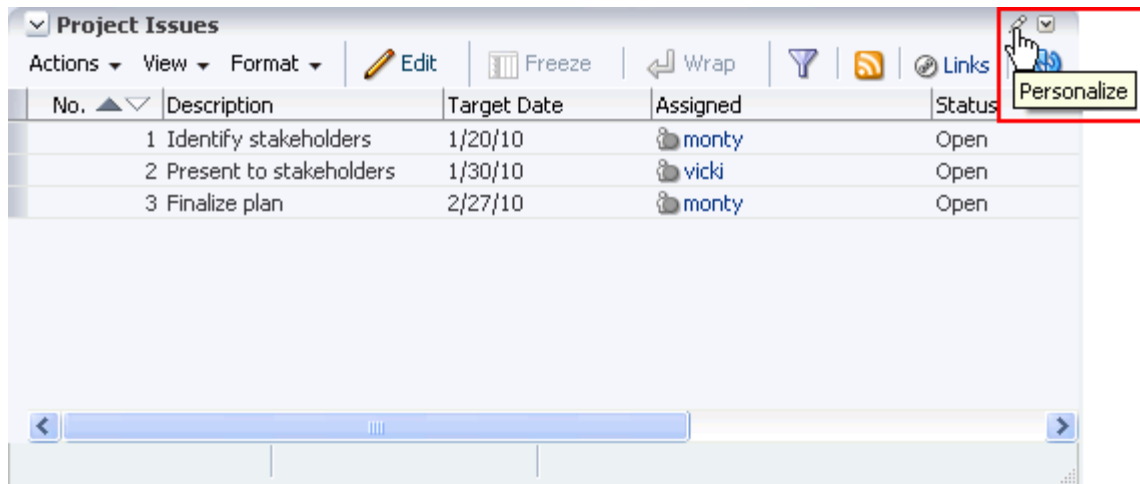 Project Issues
Actions View Format Edit Freeze Wrap Links
Personalize
No. Description Target Date Assigned Status
1 Identify stakeholders 1/20/10 monty Open
2 Present to stakeholders 1/30/10 vicki Open
3 Finalize plan 2/27/10 monty Open